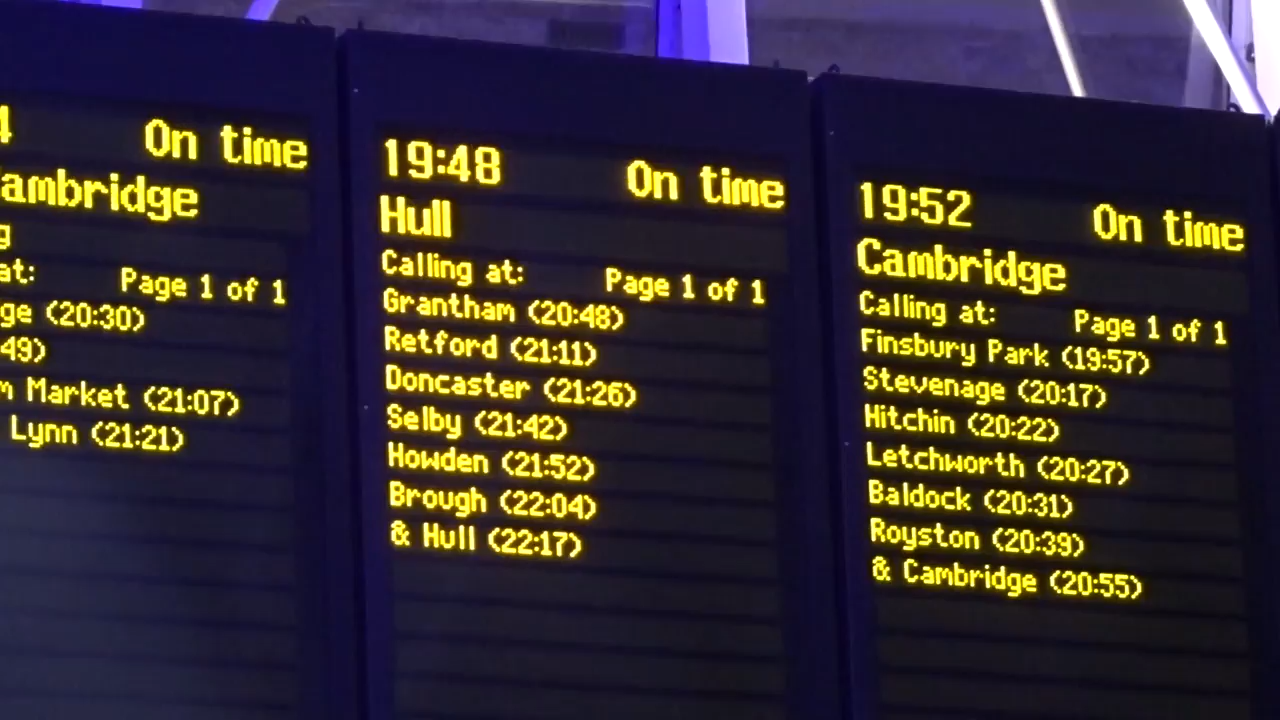 4 On time
ambridge
g
at: Page 1 of 1
ge (20:30)
49)
m Market (21:07)
Lynn (21:21)
19:48 On time
Hull
Calling at: Page 1 of 1
Grantham (20:48)
Retford (21:11)
Doncaster (21:26)
Selby (21:42)
Howden (21:52)
Brough (22:04)
& Hull (22:17)
19:52 On time
Cambridge
Calling at: Page 1 of 1
Finsbury Park (19:57)
Stevenage (20:17)
Hitchin (20:22)
Letchworth (20:27)
Baldock (20:31)
Royston (20:39)
& Cambridge (20:55)